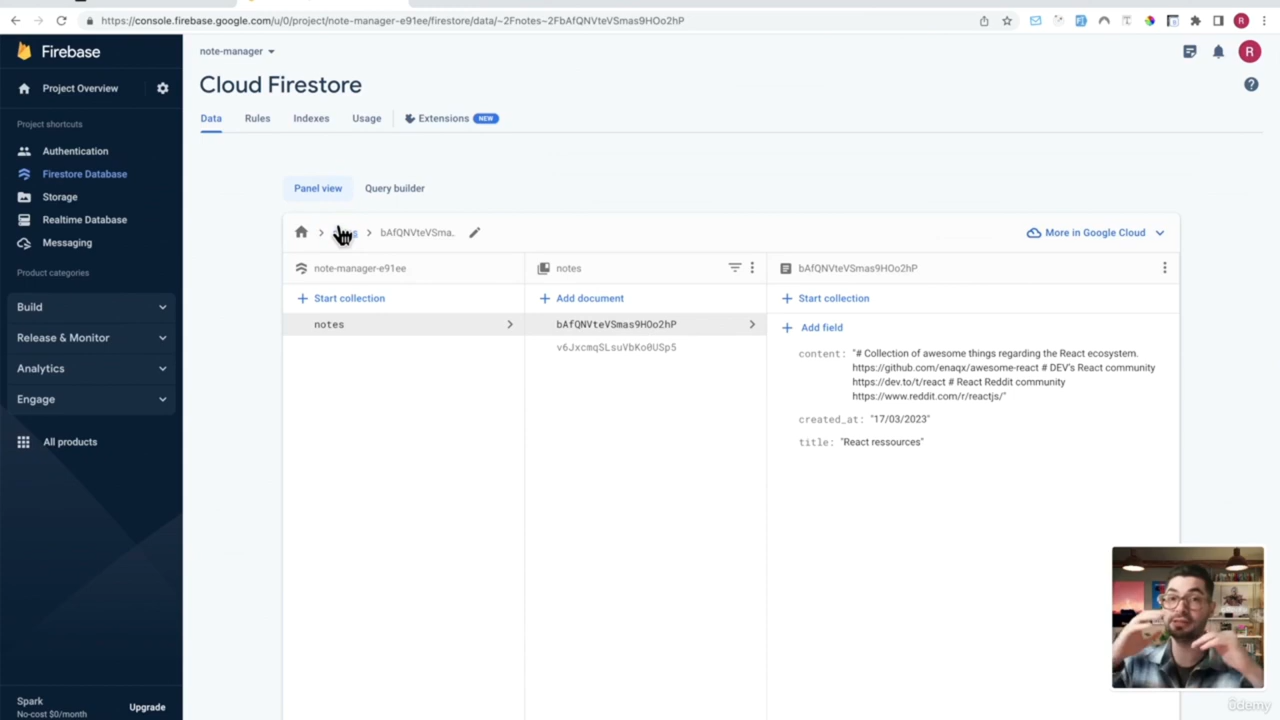 https://console.firebase.google.com/u/0/project/note-manager-e91ee/firestore/data/~2Fnotes~2FbAfQNVteVSmas9HOo2hP
R
Firebase
note-manager
R
Project Overview
Cloud Firestore
Data
Rules
Indexes
Usage
Extensions
NEW
Project shortcuts
Authentication
Firestore Database
Storage
Realtime Database
Messaging
Product categories
Build
Release & Monitor
Analytics
Engage
All products
Spark
No-cost $0/month
Upgrade
Panel view
Query builder
bAfQNVteVSma.
More in Google Cloud
note-manager-e91ee
notes
bAfQNVteVSmas9HOo2hP
Start collection
Add document
Start collection
notes
bAfQNVteVSmas9HOo2hP
Add field
v6JxcmqSLsuVbKo0USp5
content: "# Collection of awesome things regarding the React ecosystem.
https://github.com/enaqx/awesome-react # DEV's React community
https://dev.to/t/react # React Reddit community
https://www.reddit.com/r/reactjs/"
created_at: "17/03/2023"
title: "React ressources"
ûdemy